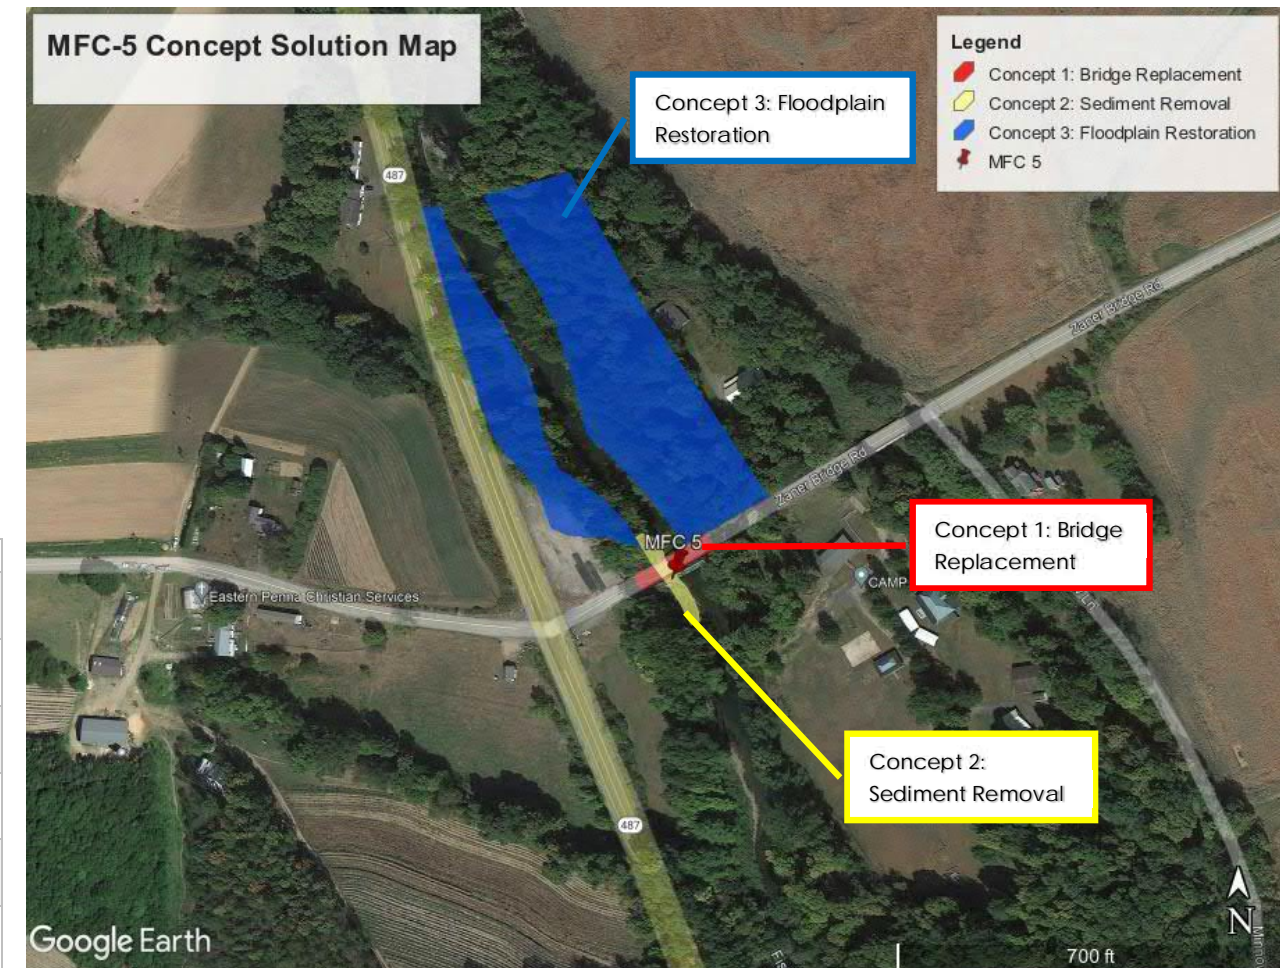 MFC-5 Concept Solution Map
Legend
Concept 1: Bridge Replacement
Concept 2: Sediment Removal
Concept 3: Floodplain Restoration
MFC 5
Concept 3: Floodplain
Restoration
487
Zaner Bridge Rd
Zaner Bridge Rd
MFC 5
Concept 1: Bridge
Replacement
CAMP
Eastern Penna Christian Services
Concept 2:
Sediment Removal
487
Google Earth
N
700 ft